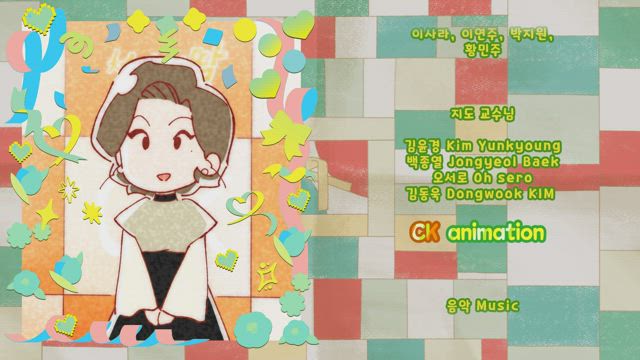 이사라, 이연주, 박지원,
황민주
지도 교수님
김윤경 Kim Yunkyoung
백종열 Jongyeol Baek
오서로 Oh sero
김동욱 Dongwook KIM
CK animation
음악 Music